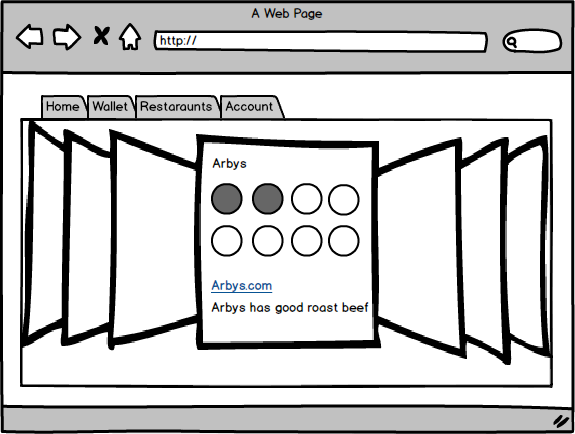 A Web Page
http://
Home Wallet Restaraunts Account
Arbys
Arbys.com
Arbys has good roast beef